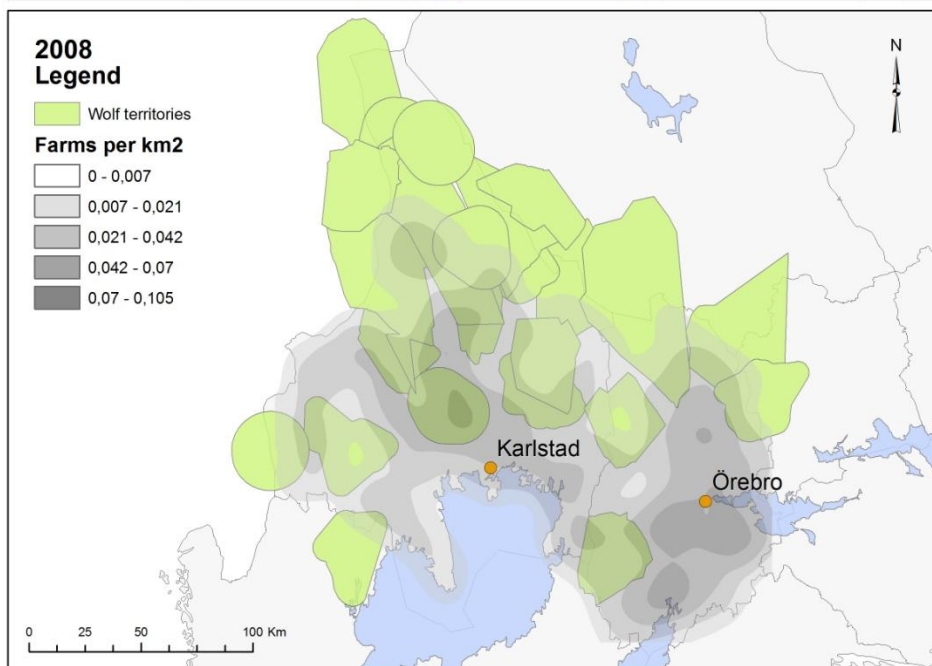 2008
Legend
Wolf territories
Farms per km2
0 - 0,007
0,007 - 0,021
0,021 - 0,042
0,042 - 0,07
0,07 - 0,105
N
Karlstad
Örebro
0 25 50 100 Km